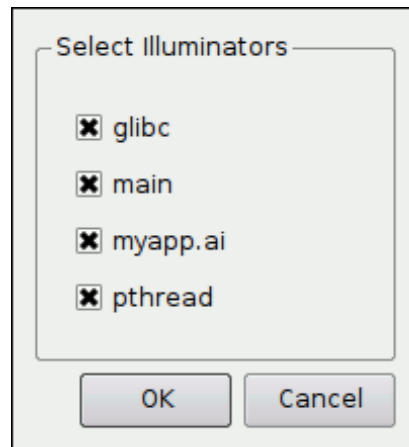 Select Illuminators
glibc
main
myapp.ai
pthread
OK Cancel